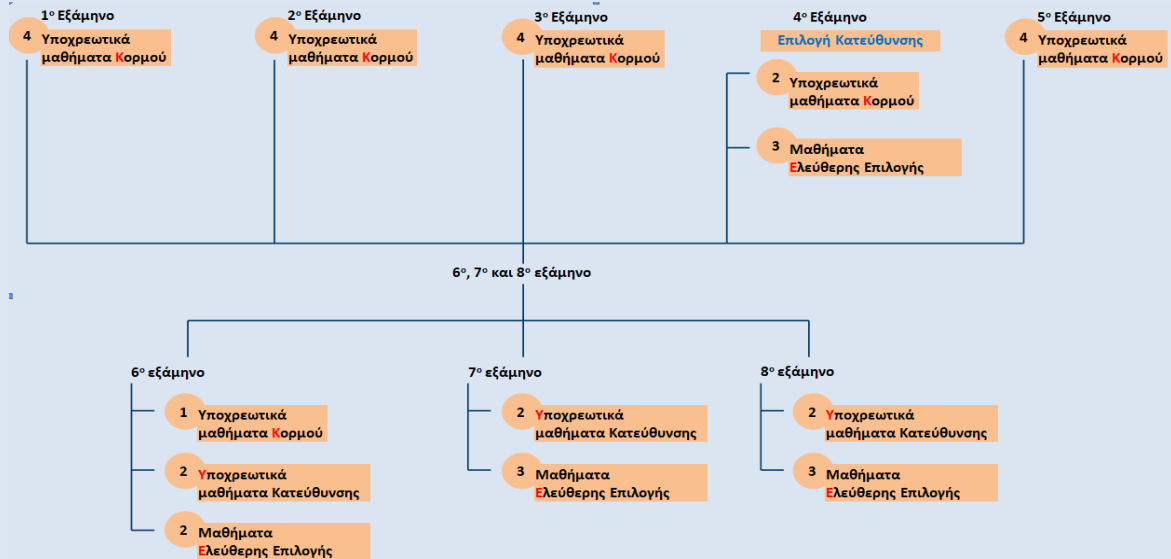 1ο Εξάμηνο
4 Υποχρεωτικά
μαθήματα Κορμού
2ο Εξάμηνο
4 Υποχρεωτικά
μαθήματα Κορμού
3ο Εξάμηνο
4 Υποχρεωτικά
μαθήματα Κορμού
4ο Εξάμηνο
Επιλογή Κατεύθυνσης
2 Υποχρεωτικά
μαθήματα Κορμού
3 Μαθήματα
Ελεύθερης Επιλογής
5ο Εξάμηνο
4 Υποχρεωτικά
μαθήματα Κορμού
6ο, 7ο και 8ο εξάμηνο
6ο εξάμηνο
1 Υποχρεωτικά
μαθήματα Κορμού
2 Υποχρεωτικά
μαθήματα Κατεύθυνσης
2 Μαθήματα
Ελεύθερης Επιλογής
7ο εξάμηνο
2 Υποχρεωτικά
μαθήματα Κατεύθυνσης
3 Μαθήματα
Ελεύθερης Επιλογής
8ο εξάμηνο
2 Υποχρεωτικά
μαθήματα Κατεύθυνσης
3 Μαθήματα
Ελεύθερης Επιλογής